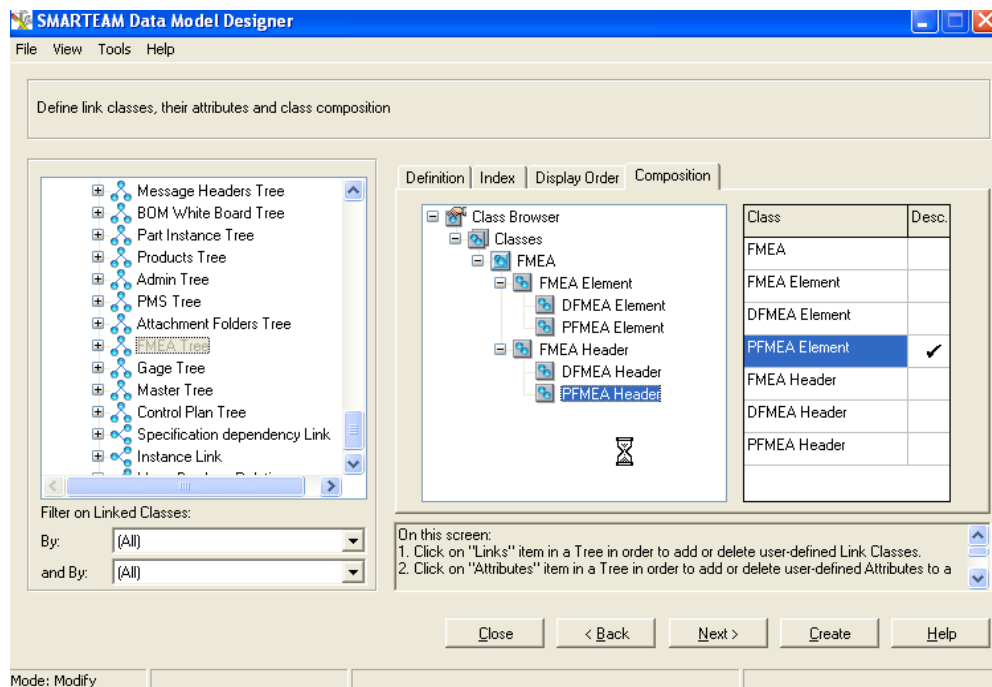 SMARTEAM Data Model Designer
File View Tools Help
Define link classes, their attributes and class composition
Message Headers Tree
BOM White Board Tree
Part Instance Tree
Products Tree
Admin Tree
PMS Tree
Attachment Folders Tree
FMEA Tree
Gage Tree
Master Tree
Control Plan Tree
Specification dependency Link
Instance Link
Filter on Linked Classes:
By: (All)
and By: (All)
Definition Index Display Order Composition
Class Browser
Classes
FMEA
FMEA Element
DFMEA Element
PFMEA Element
FMEA Header
DFMEA Header
PFMEA Header
Class Desc.
FMEA
FMEA Element
DFMEA Element
PFMEA Element
FMEA Header
DFMEA Header
PFMEA Header
On this screen:
1. Click on "Links" item in a Tree in order to add or delete user-defined Link Classes.
2. Click on "Attributes" item in a Tree in order to add or delete user-defined Attributes to a
Close < Back Next > Create Help
Mode: Modify